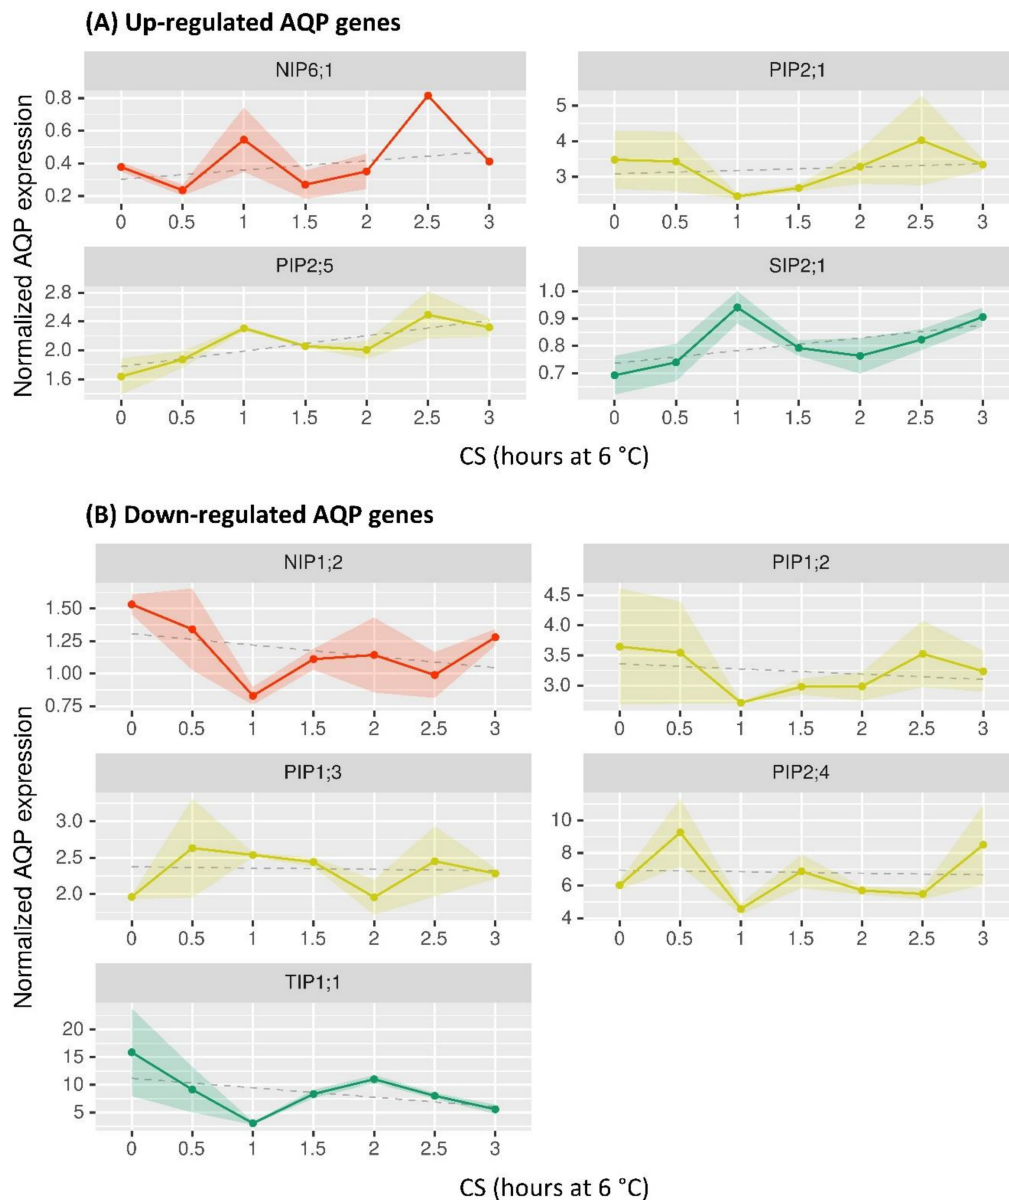 (A) Up-regulated AQP genes
Normalized AQP expression
NIP6;1
0.8
0.6
0.4
0.2
0 0.5 1 1.5 2 2.5 3
PIP2;1
5
4
3
0 0.5 1 1.5 2 2.5 3
PIP2;5
2.8
2.4
2.0
1.6
0 0.5 1 1.5 2 2.5 3
SIP2;1
1.0
0.9
0.8
0.7
0 0.5 1 1.5 2 2.5 3
CS (hours at 6 °C)
(B) Down-regulated AQP genes
Normalized AQP expression
NIP1;2
1.50
1.25
1.00
0.75
0 0.5 1 1.5 2 2.5 3
PIP1;2
4.5
4.0
3.5
3.0
0 0.5 1 1.5 2 2.5 3
PIP1;3
3.0
2.5
2.0
0 0.5 1 1.5 2 2.5 3
PIP2;4
10
8
6
4
0 0.5 1 1.5 2 2.5 3
TIP1;1
20
15
10
5
0 0.5 1 1.5 2 2.5 3
CS (hours at 6 °C)